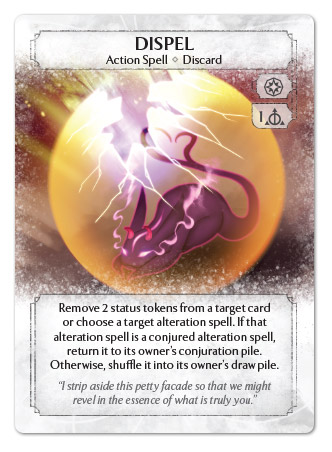 DISPEL
Action Spell ⟡ Discard
1
Remove 2 status tokens from a target card
or choose a target alteration spell. If that
alteration spell is a conjured alteration spell,
return it to its owner's conjuration pile.
Otherwise, shuffle it into its owner's draw pile.
“I strip aside this petty facade so that we might
revel in the essence of what is truly you.”